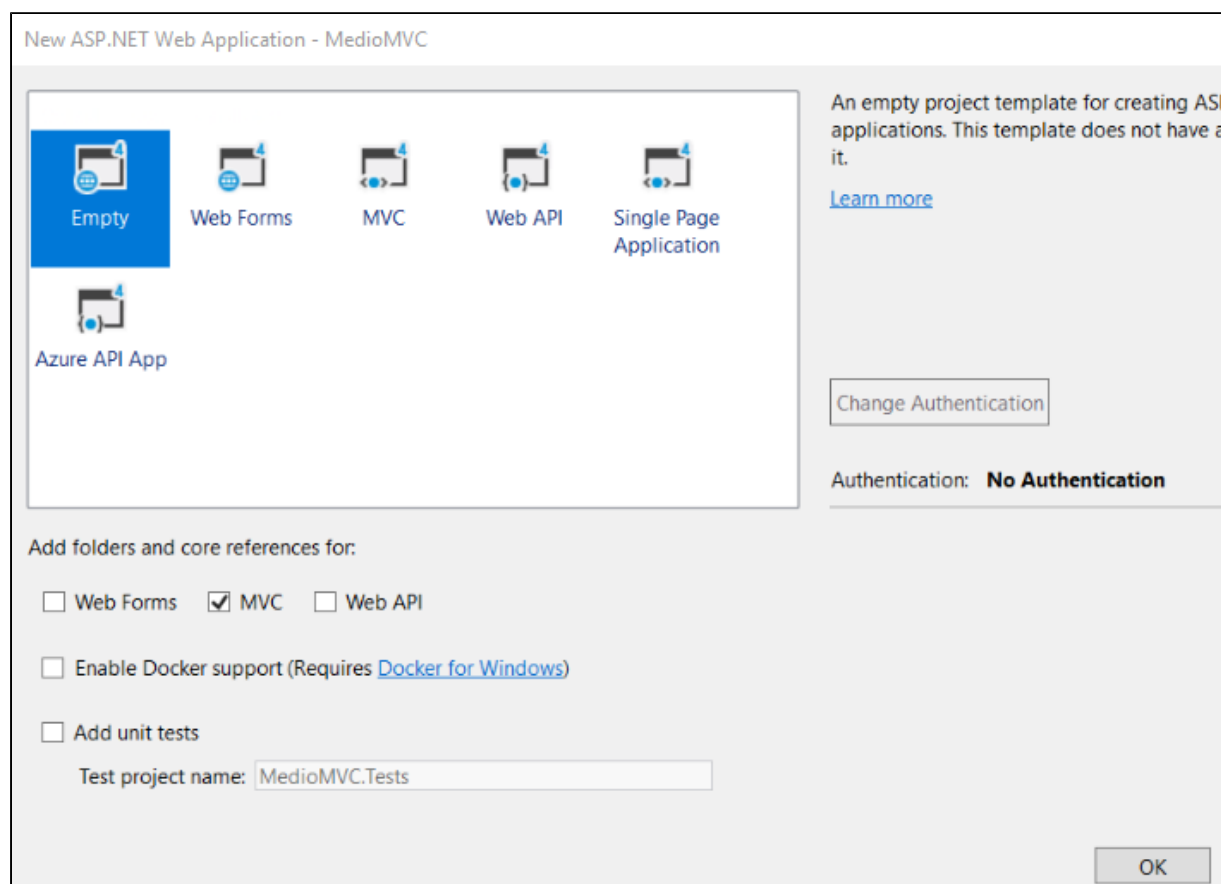 New ASP.NET Web Application - MedioMVC
An empty project template for creating
applications. This template does not have
it.
Learn more
Empty
Web Forms
MVC
Web API
Single Page
Application
Azure API App
Change Authentication
Authentication: No Authentication
Add folders and core references for:
Web Forms MVC Web API
Enable Docker support (Requires Docker for Windows)
Add unit tests
Test project name: MedioMVC.Tests
OK